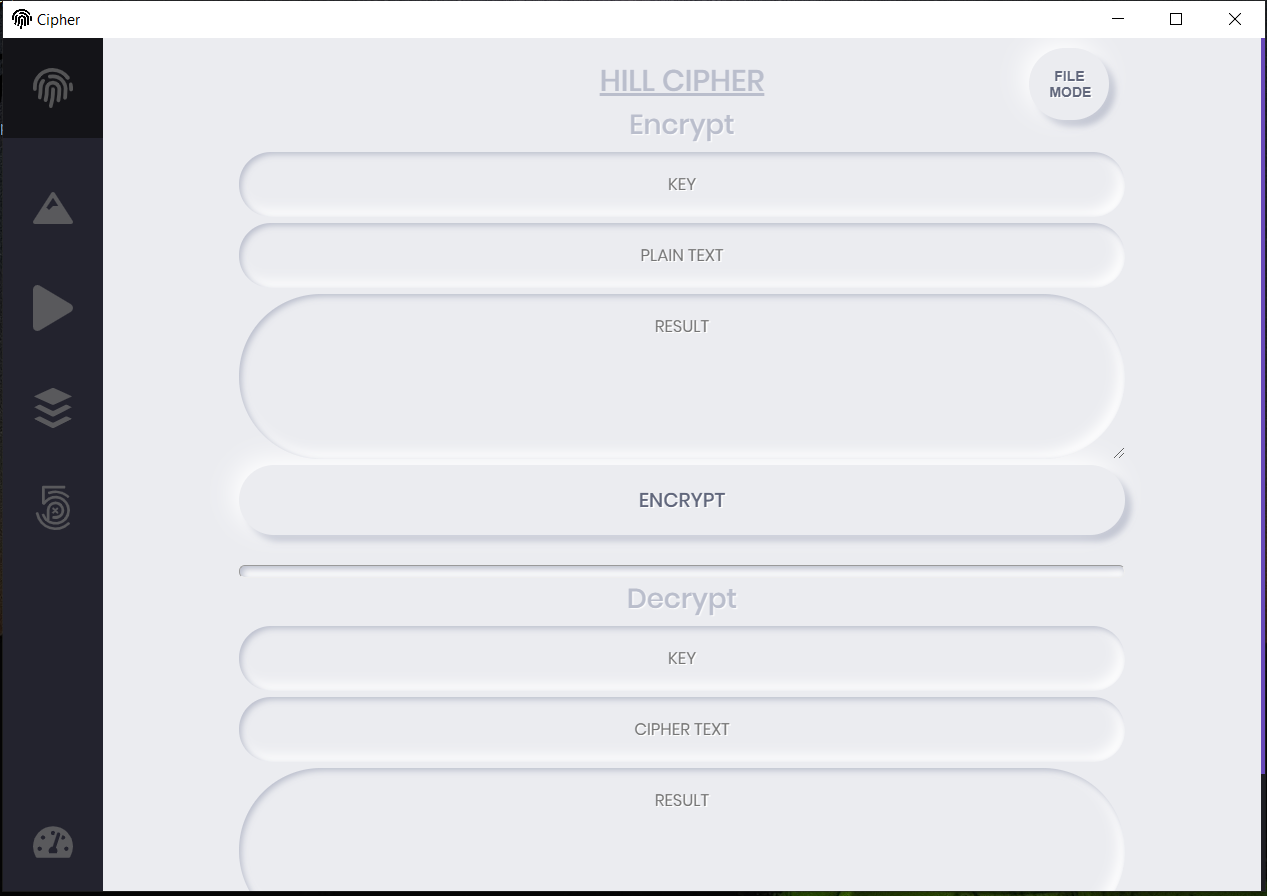 Cipher
HILL CIPHER
FILE
MODE
Encrypt
KEY
PLAIN TEXT
RESULT
ENCRYPT
Decrypt
KEY
CIPHER TEXT
RESULT